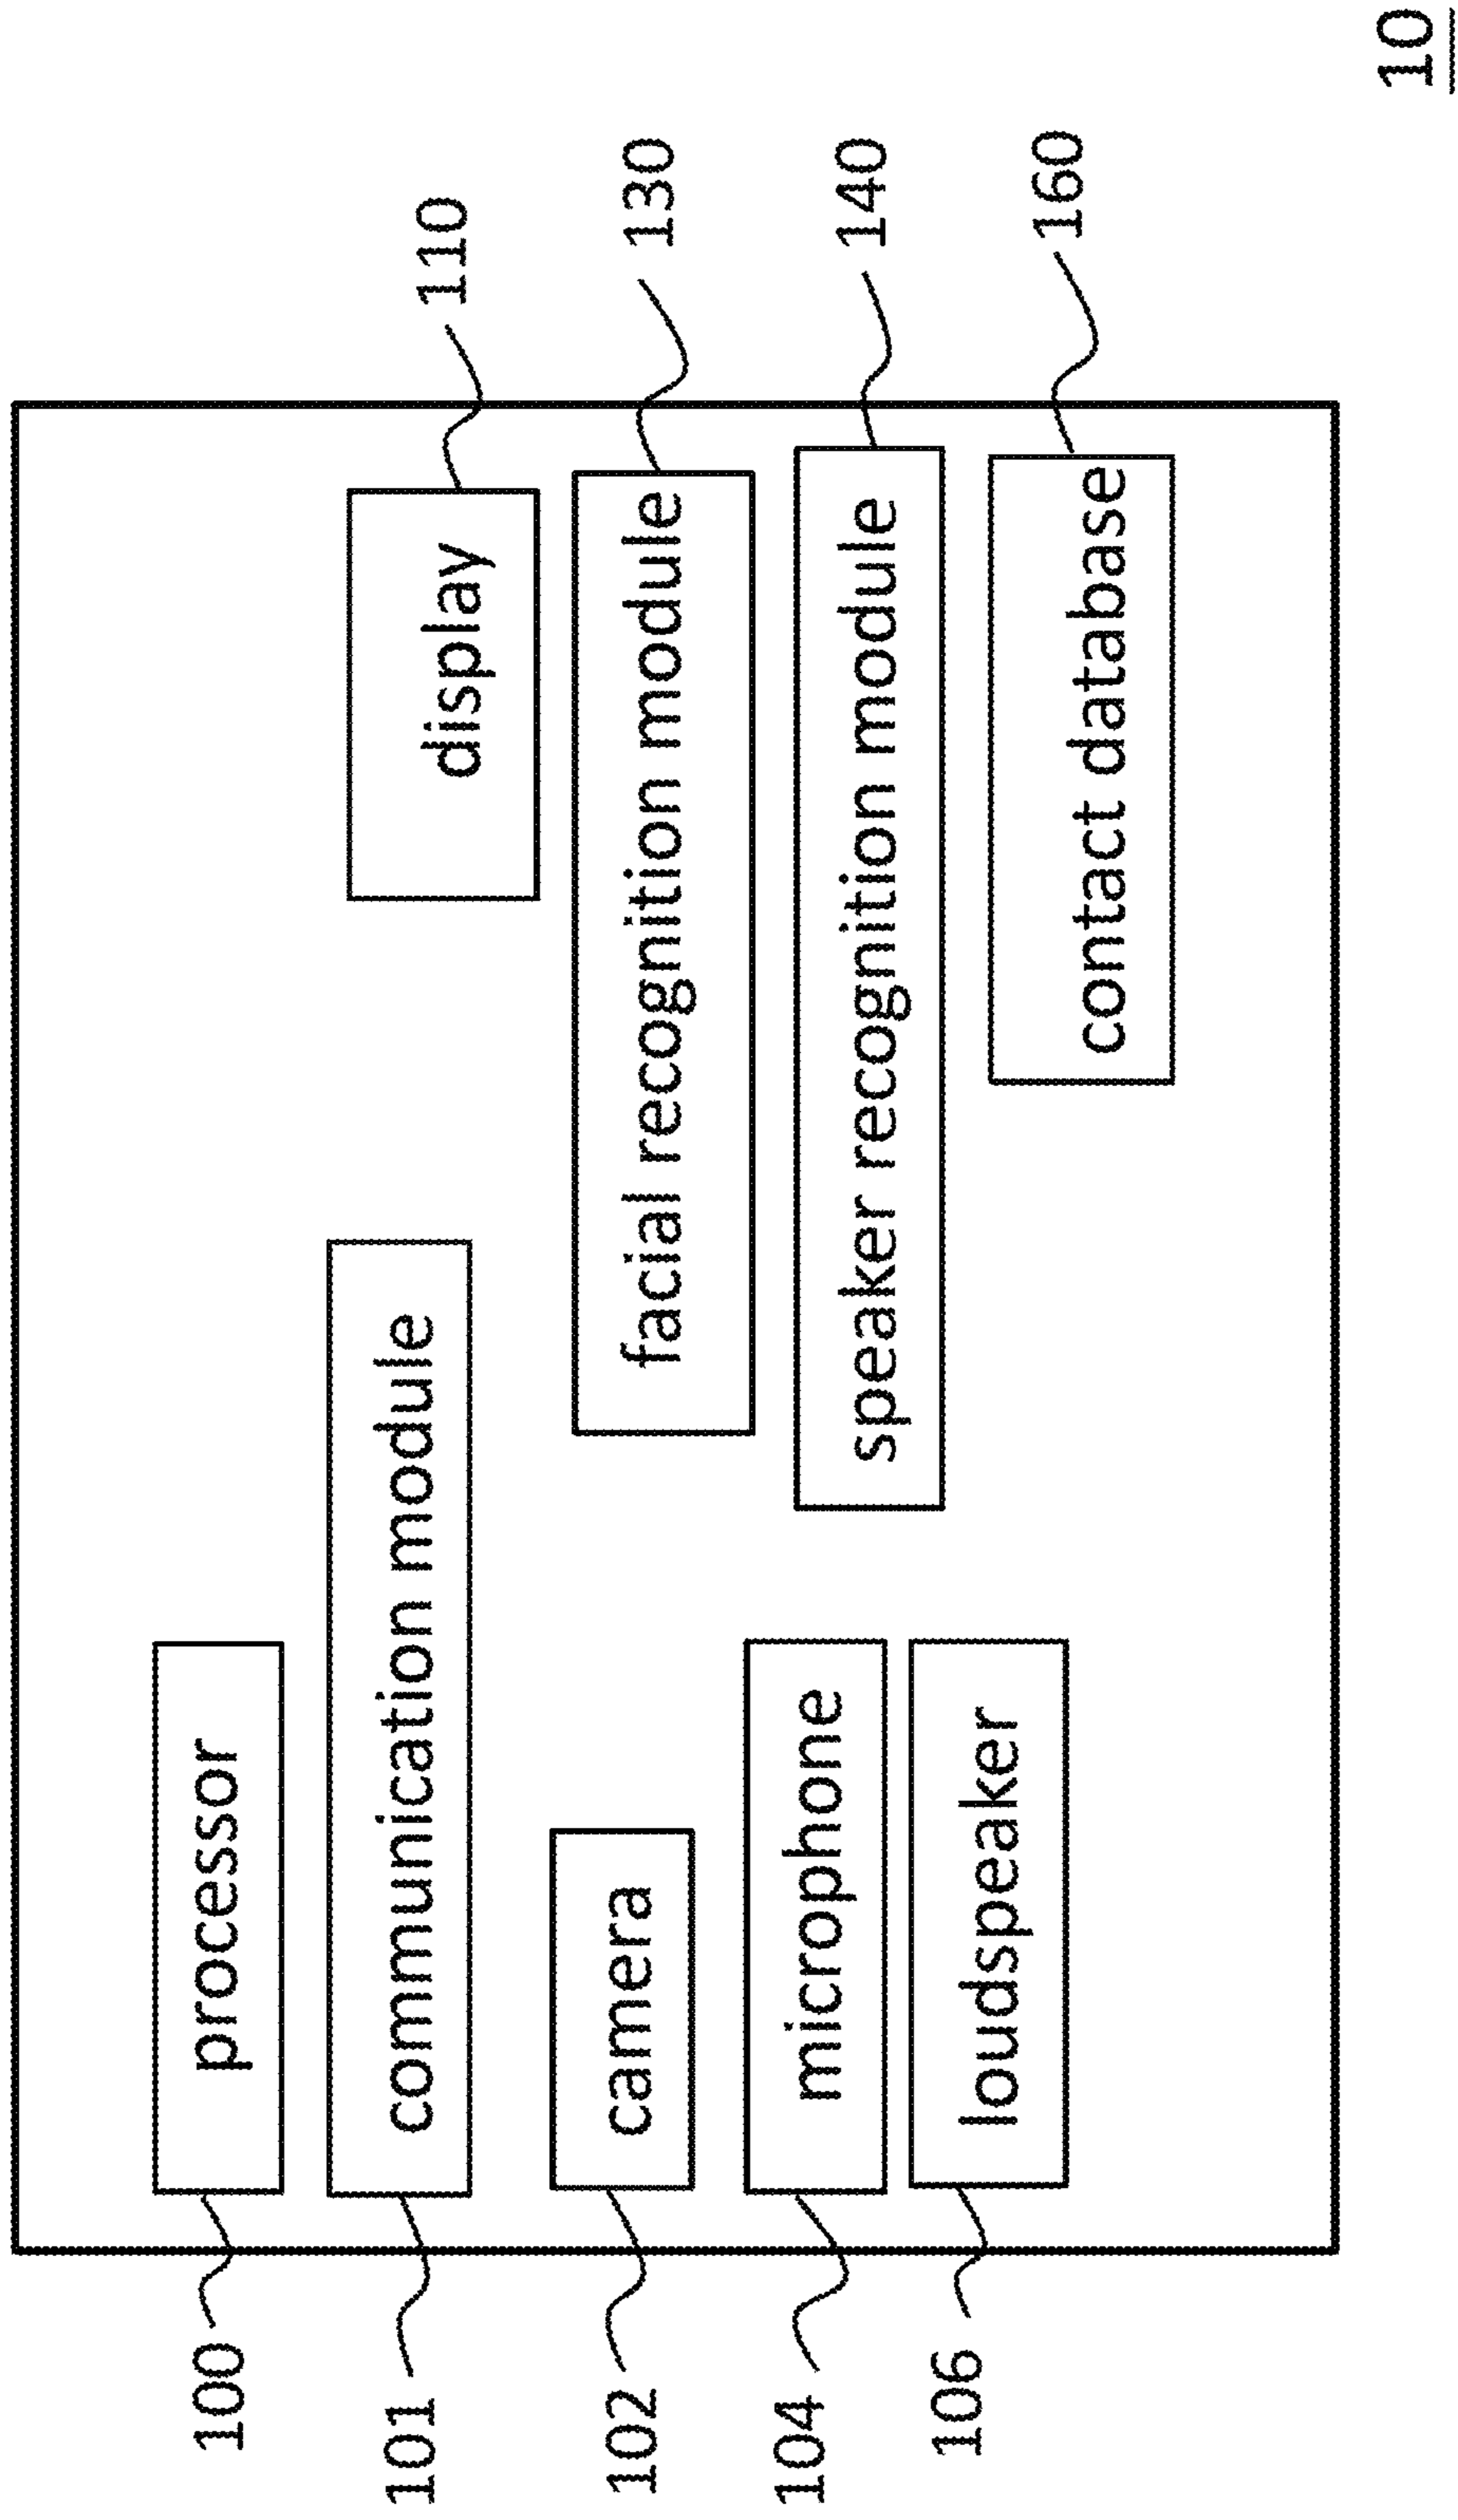 100
processor
101
communication module
102
camera
104
microphone
106
loudspeaker
display
110
facial recognition module
130
speaker recognition module
140
contact database
160
10